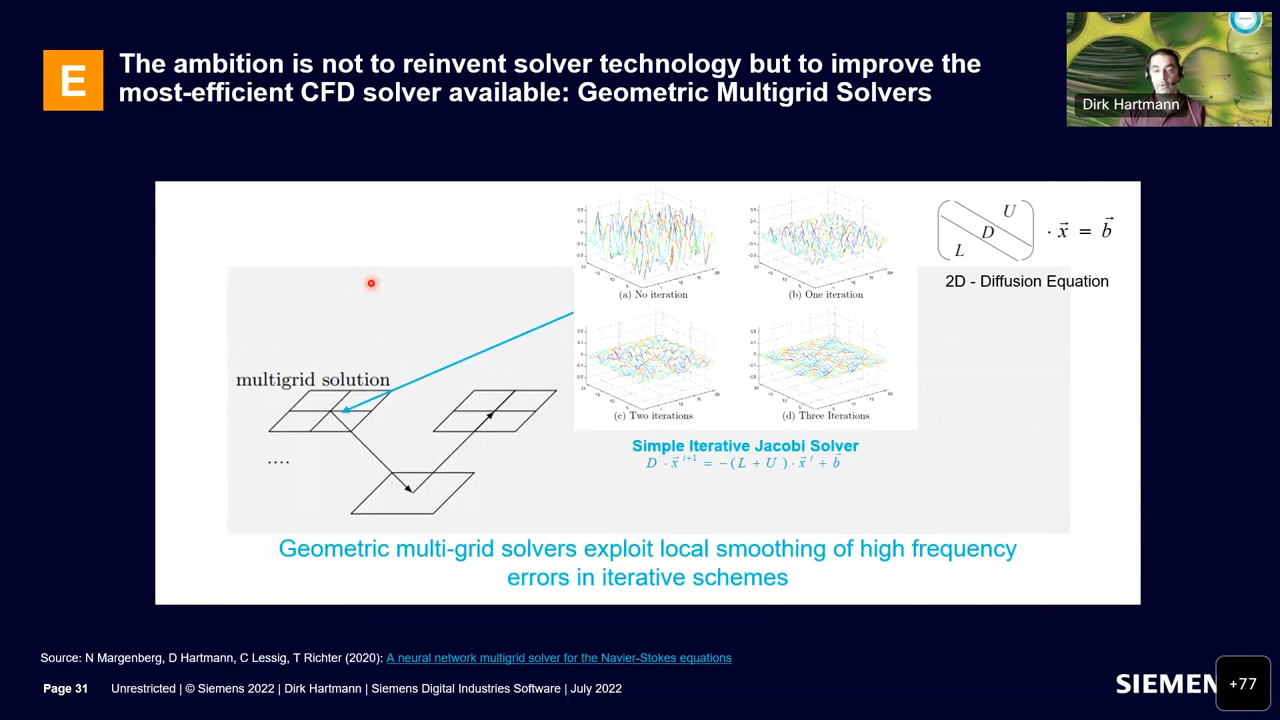 E
The ambition is not to reinvent solver technology but to improve the
most-efficient CFD solver available: Geometric Multigrid Solvers
Dirk Hartmann
(a) No iteration
(b) One iteration
(c) Two iterations
(d) Three Iterations
U
D
L
· x⃗ = b⃗
2D - Diffusion Equation
multigrid solution
....
Simple Iterative Jacobi Solver
D · x⃗ ⁱ⁺¹ = −(L + U) · x⃗ ⁱ + b⃗
Geometric multi-grid solvers exploit local smoothing of high frequency
errors in iterative schemes
Source: N Margenberg, D Hartmann, C Lessig, T Richter (2020): A neural network multigrid solver for the Navier-Stokes equations
Page 31 Unrestricted | © Siemens 2022 | Dirk Hartmann | Siemens Digital Industries Software | July 2022
SIEMEN
+77